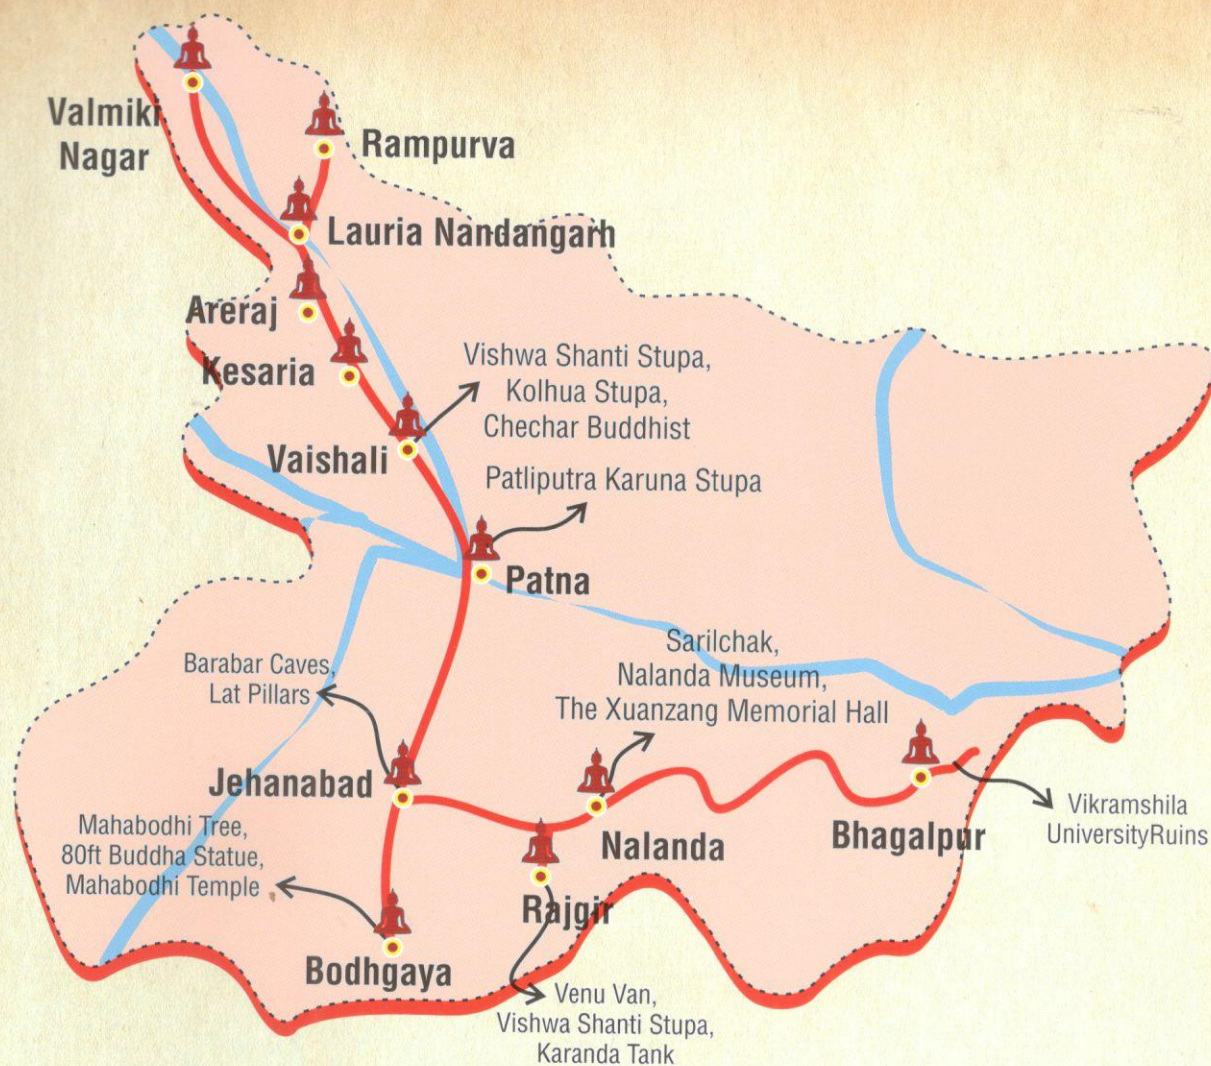 Valmiki
Nagar
Rampurva
Lauria Nandangarh
Areraj
Kesaria
Vishwa Shanti Stupa,
Kolhua Stupa,
Chechar Buddhist
Vaishali
Patliputra Karuna Stupa
Patna
Sarilchak,
Nalanda Museum,
The Xuanzang Memorial Hall
Barabar Caves,
Lat Pillars
Jehanabad
Mahabodhi Tree,
80ft Buddha Statue,
Mahabodhi Temple
Nalanda
Bhagalpur
Vikramshila
UniversityRuins
Rajgir
Bodhgaya
Venu Van,
Vishwa Shanti Stupa,
Karanda Tank